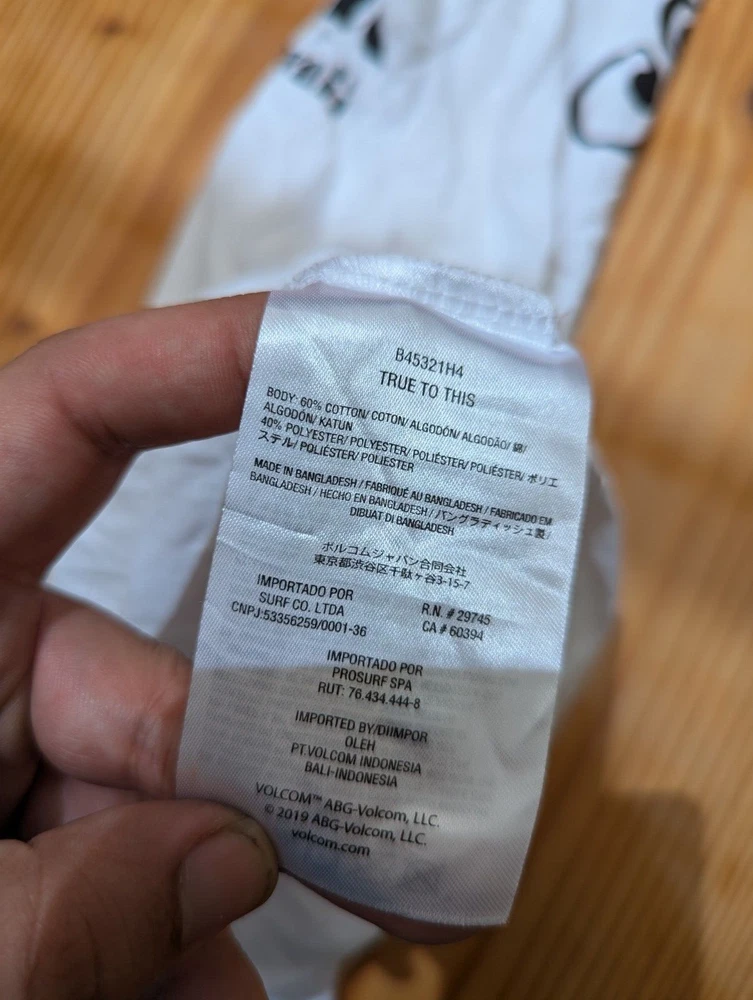 B45321H4
TRUE TO THIS
BODY: 60% COTTON/ COTON/ ALGODÓN/ ALGODÃO/ 綿/
ALGODÓN/ KATUN
40% POLYESTER/ POLYESTER/ POLIÉSTER/ POLIÉSTER/ ポリエ
ステル/ POLIÉSTER/ POLIESTER
MADE IN BANGLADESH / FABRIQUÉ AU BANGLADESH / FABRICADO EM
BANGLADESH / HECHO EN BANGLADESH / バングラディッシュ製/
DIBUAT DI BANGLADESH
ボルコムジャパン合同会社
東京都渋谷区千駄ヶ谷3-15-7
IMPORTADO POR
SURF CO. LTDA
CNPJ:53356259/0001-36
R.N. # 29745
CA # 60394
IMPORTADO POR
PROSURF SPA
RUT: 76.434.444-8
IMPORTED BY/DIIMPOR
OLEH
PT.VOLCOM INDONESIA
BALI-INDONESIA
VOLCOM™ ABG-Volcom, LLC.
© 2019 ABG-Volcom, LLC.
volcom.com